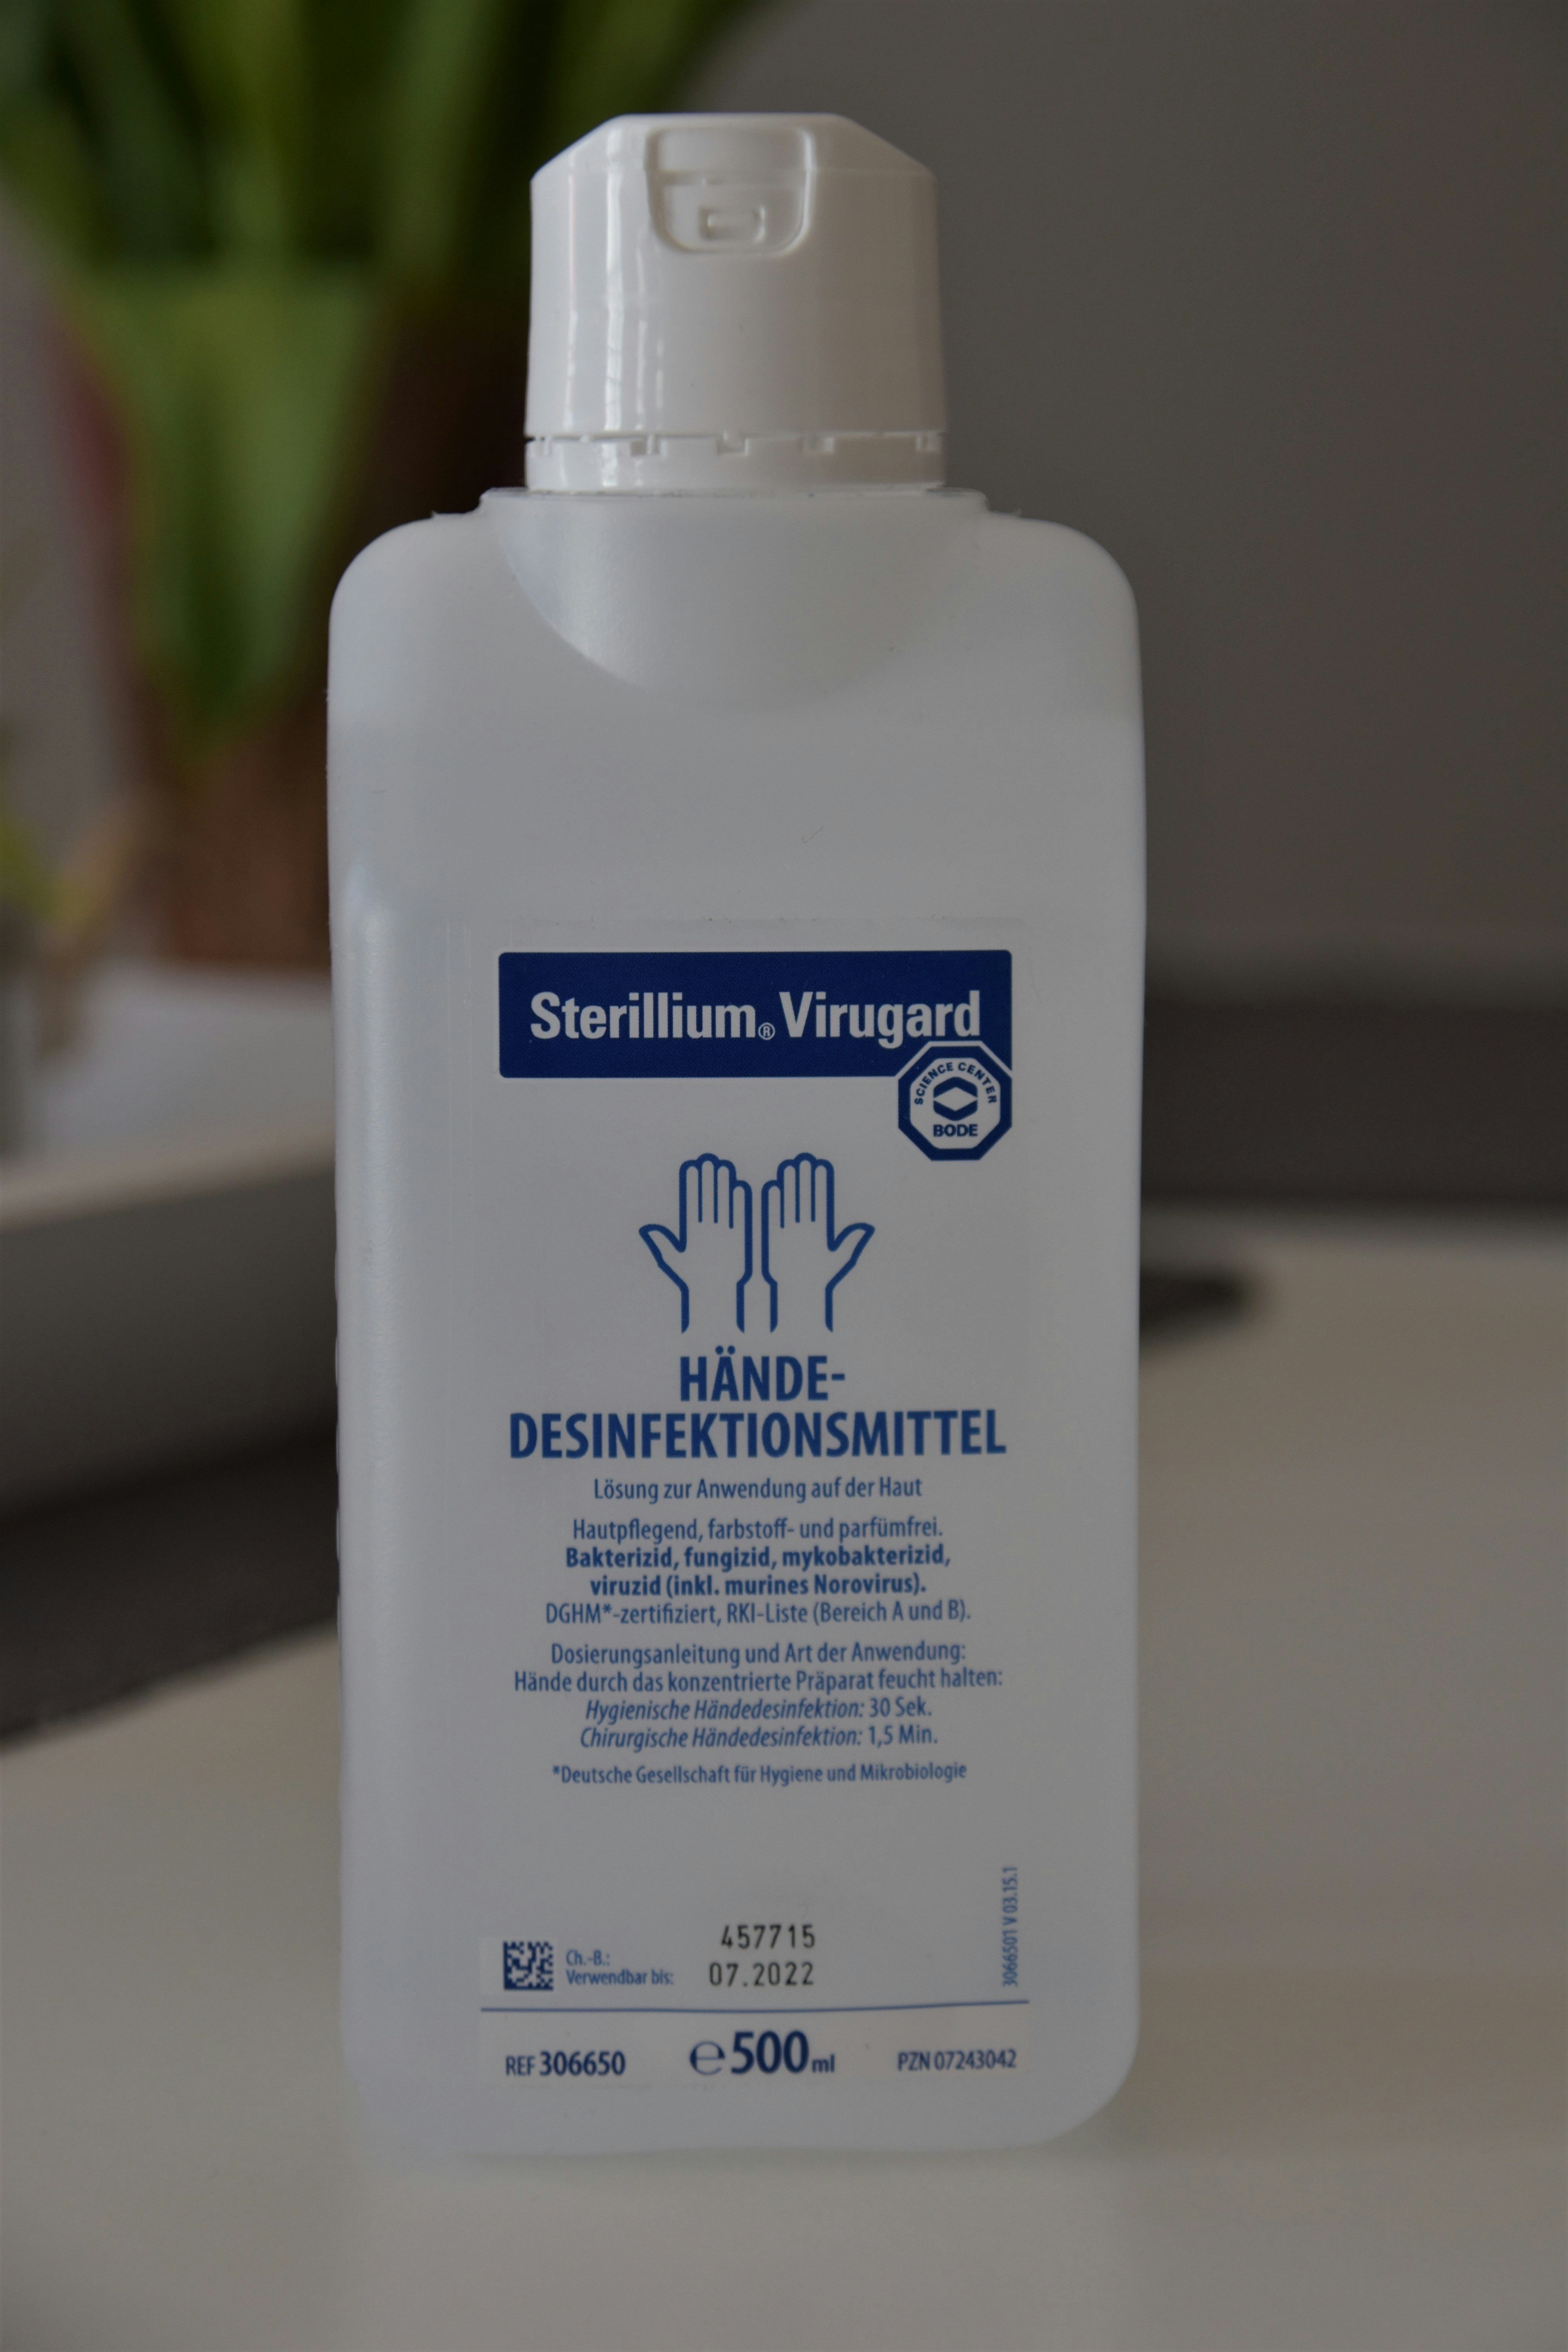 Sterillium® Virugard
SCIENCE CENTER
BODE
HÄNDE-
DESINFEKTIONSMITTEL
Lösung zur Anwendung auf der Haut
Hautpflegend, farbstoff- und parfümfrei.
Bakterizid, fungizid, mykobakterizid,
viruzid (inkl. murines Norovirus).
DGHM*-zertifiziert, RKI-Liste (Bereich A und B).
Dosierungsanleitung und Art der Anwendung:
Hände durch das konzentrierte Präparat feucht halten:
Hygienische Händedesinfektion: 30 Sek.
Chirurgische Händedesinfektion: 1,5 Min.
*Deutsche Gesellschaft für Hygiene und Mikrobiologie
3066501 V 03.15.1
Ch.-B.: 457715
Verwendbar bis: 07.2022
REF 306650 ℮500 ml PZN 07243042